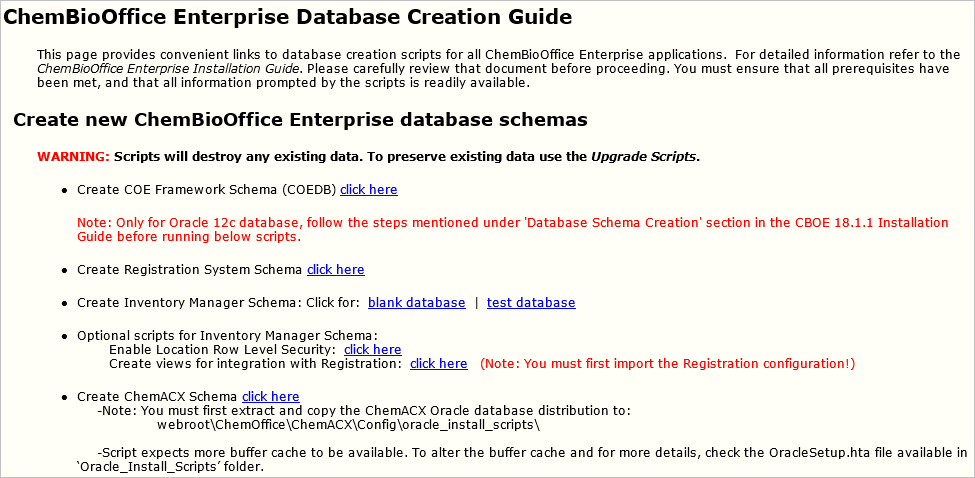 ChemBioOffice Enterprise Database Creation Guide
This page provides convenient links to database creation scripts for all ChemBioOffice Enterprise applications.  For detailed information refer to the
ChemBioOffice Enterprise Installation Guide. Please carefully review that document before proceeding. You must ensure that all prerequisites have
been met, and that all information prompted by the scripts is readily available.
Create new ChemBioOffice Enterprise database schemas
WARNING: Scripts will destroy any existing data. To preserve existing data use the Upgrade Scripts.
• Create COE Framework Schema (COEDB) click here
Note: Only for Oracle 12c database, follow the steps mentioned under 'Database Schema Creation' section in the CBOE 18.1.1 Installation
Guide before running below scripts.
• Create Registration System Schema click here
• Create Inventory Manager Schema: Click for:  blank database  |  test database
• Optional scripts for Inventory Manager Schema:
Enable Location Row Level Security:  click here
Create views for integration with Registration:  click here  (Note: You must first import the Registration configuration!)
• Create ChemACX Schema click here
-Note: You must first extract and copy the ChemACX Oracle database distribution to:
webroot\ChemOffice\ChemACX\Config\oracle_install_scripts\
-Script expects more buffer cache to be available. To alter the buffer cache and for more details, check the OracleSetup.hta file available in
‘Oracle_Install_Scripts’ folder.